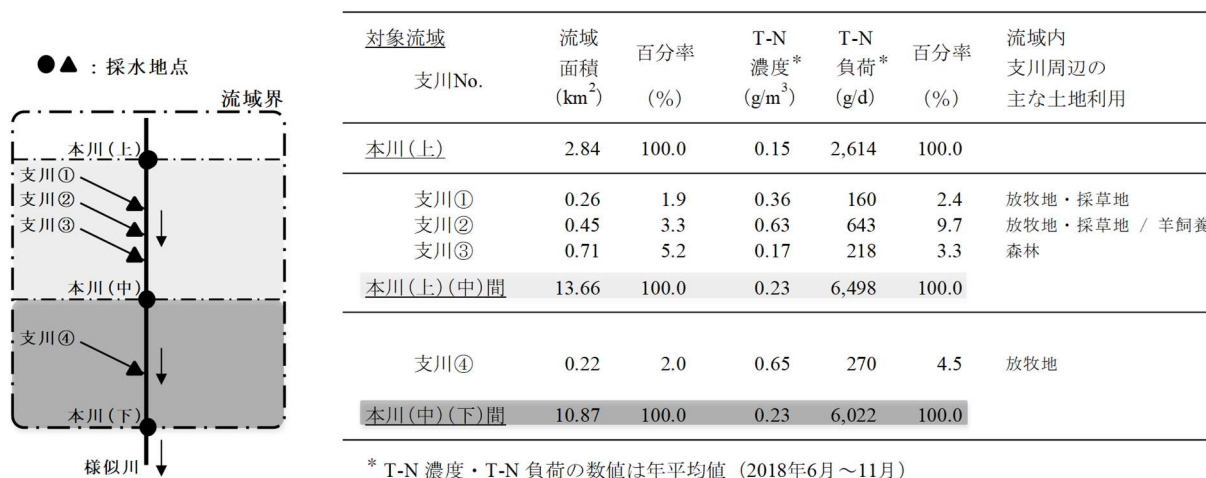 ●▲ : 採水地点
流域界
本川(上)
支川①
支川②
支川③
本川(中)
支川④
本川(下)
様似川
対象流域 流域 百分率 T-N T-N 百分率 流域内
支川No. 面積 濃度* 負荷* 支川周辺の
(km²) (%) (g/m³) (g/d) (%) 主な土地利用
本川(上) 2.84 100.0 0.15 2,614 100.0
支川① 0.26 1.9 0.36 160 2.4 放牧地・採草地
支川② 0.45 3.3 0.63 643 9.7 放牧地・採草地 / 羊飼養
支川③ 0.71 5.2 0.17 218 3.3 森林
本川(上)(中)間 13.66 100.0 0.23 6,498 100.0
支川④ 0.22 2.0 0.65 270 4.5 放牧地
本川(中)(下)間 10.87 100.0 0.23 6,022 100.0
* T-N 濃度・T-N 負荷の数値は年平均値 (2018年6月～11月)